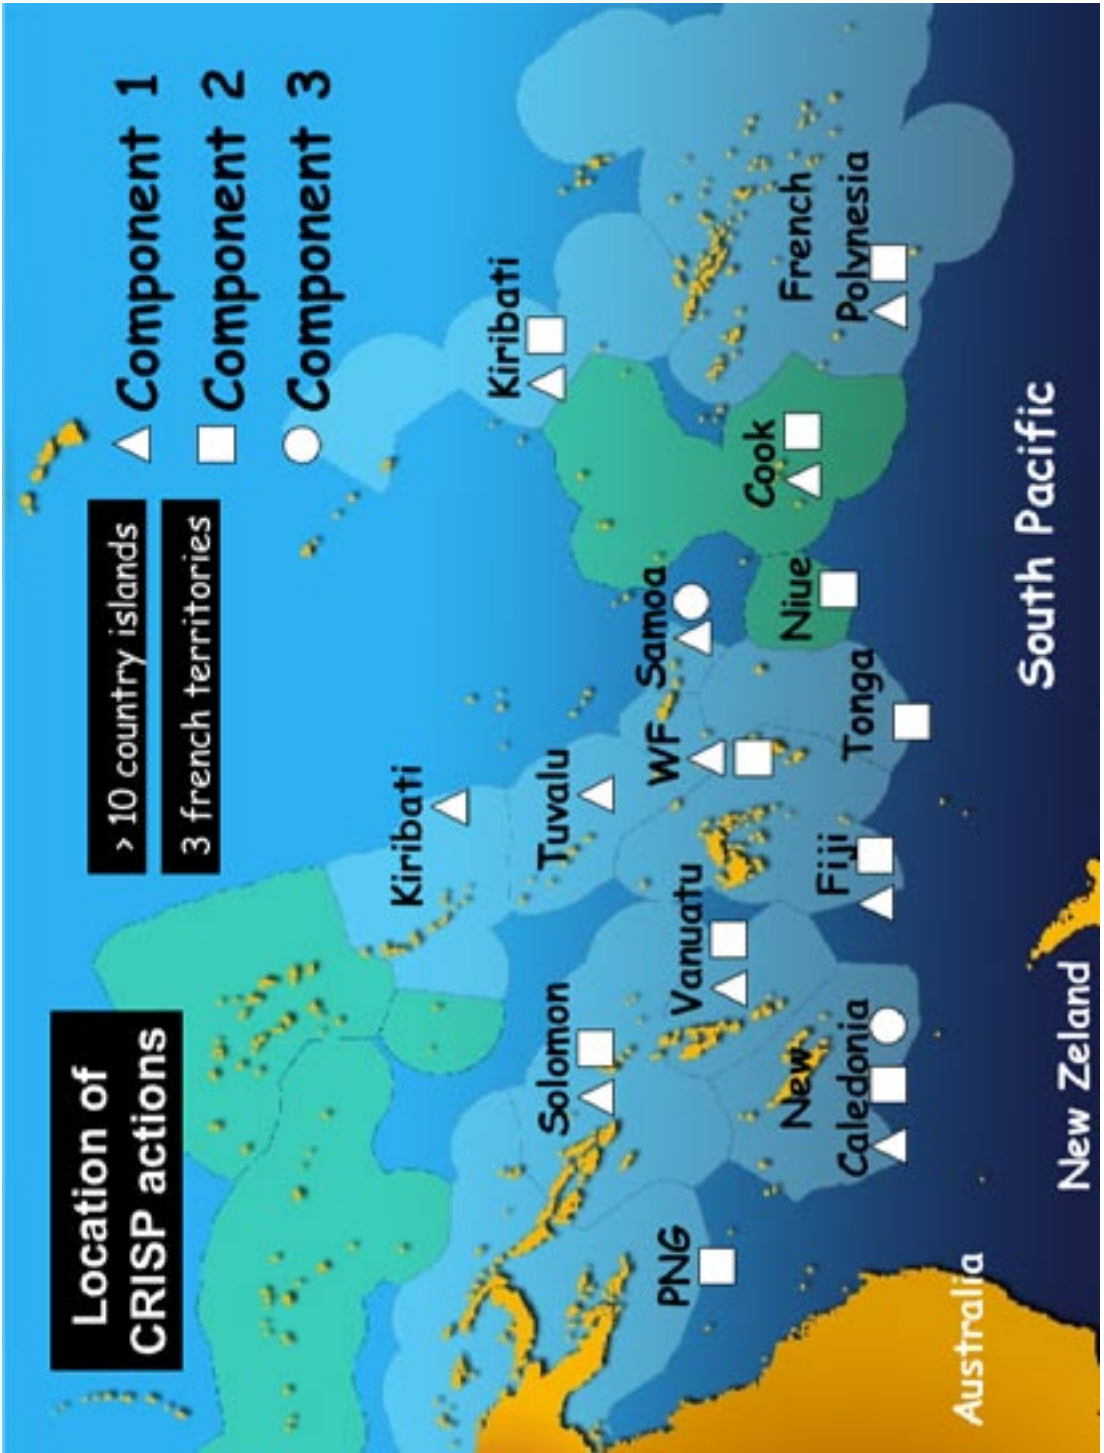 Location of
CRISP actions
> 10 country islands
3 french territories
Component 1
Component 2
Component 3
Kiribati
Kiribati
Tuvalu
Solomon
WF
Samoa
PNG
Vanuatu
Cook
Niue
French
Polynesia
New
Caledonia
Fiji
Tonga
Australia
New Zeland
South Pacific